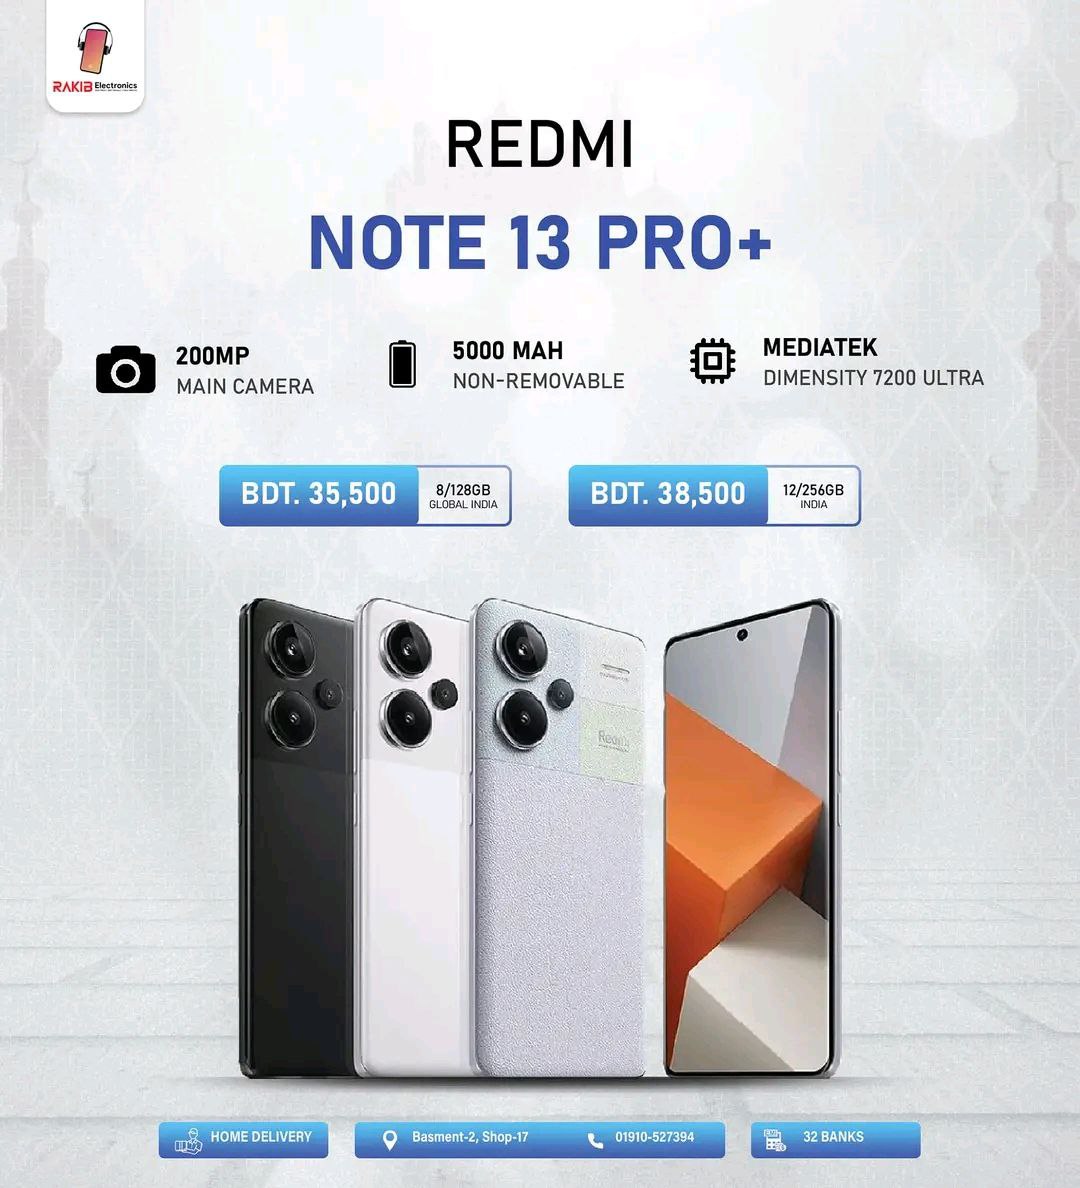 RAKIB Electronics
REDMI
NOTE 13 PRO+
200MP
MAIN CAMERA
5000 MAH
NON-REMOVABLE
MEDIATEK
DIMENSITY 7200 ULTRA
BDT. 35,500
8/128GB
GLOBAL INDIA
BDT. 38,500
12/256GB
INDIA
Redmi
HOME DELIVERY
Basment-2, Shop-17
01910-527394
EMI
32 BANKS